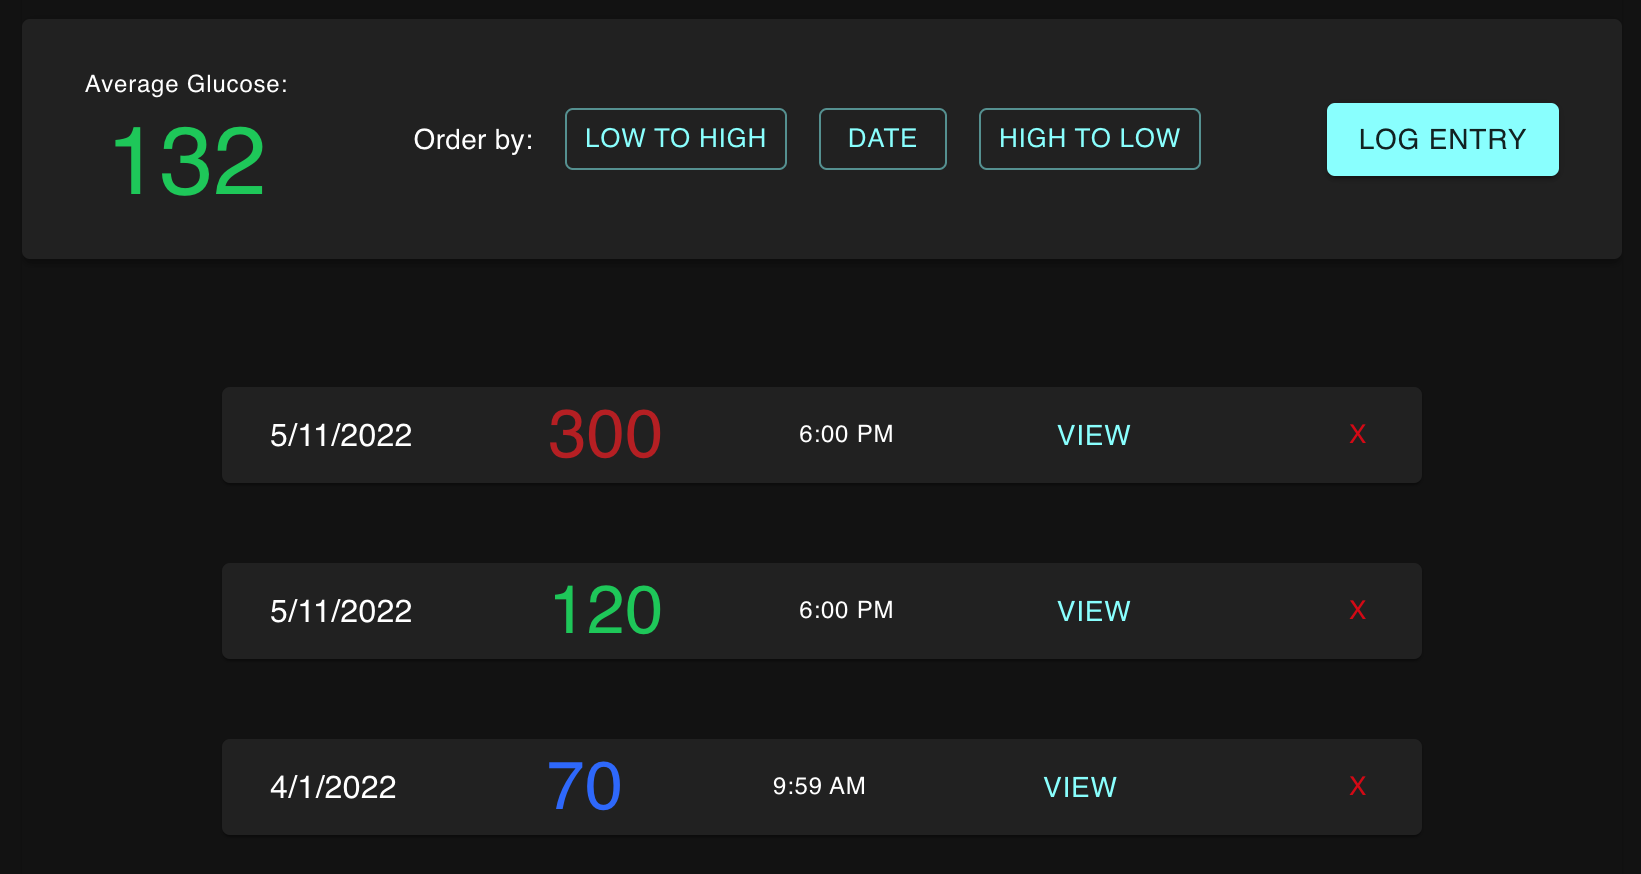 Average Glucose:
132
Order by: LOW TO HIGH DATE HIGH TO LOW LOG ENTRY
5/11/2022 300 6:00 PM VIEW X
5/11/2022 120 6:00 PM VIEW X
4/1/2022 70 9:59 AM VIEW X